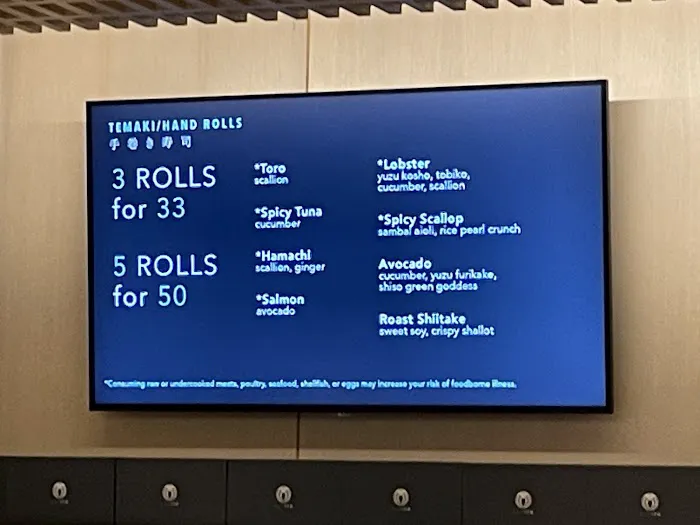 TEMAKI/HAND ROLLS
手巻き寿司
3 ROLLS
for 33
5 ROLLS
for 50
*Toro
scallion
*Spicy Tuna
cucumber
*Hamachi
scallion, ginger
*Salmon
avocado
*Lobster
yuzu kosho, tobiko,
cucumber, scallion
*Spicy Scallop
sambal aioli, rice pearl crunch
Avocado
cucumber, yuzu furikake,
shiso green goddess
Roast Shiitake
sweet soy, crispy shallot
*Consuming raw or undercooked meats, poultry, seafood, shellfish, or eggs may increase your risk of foodborne illness.